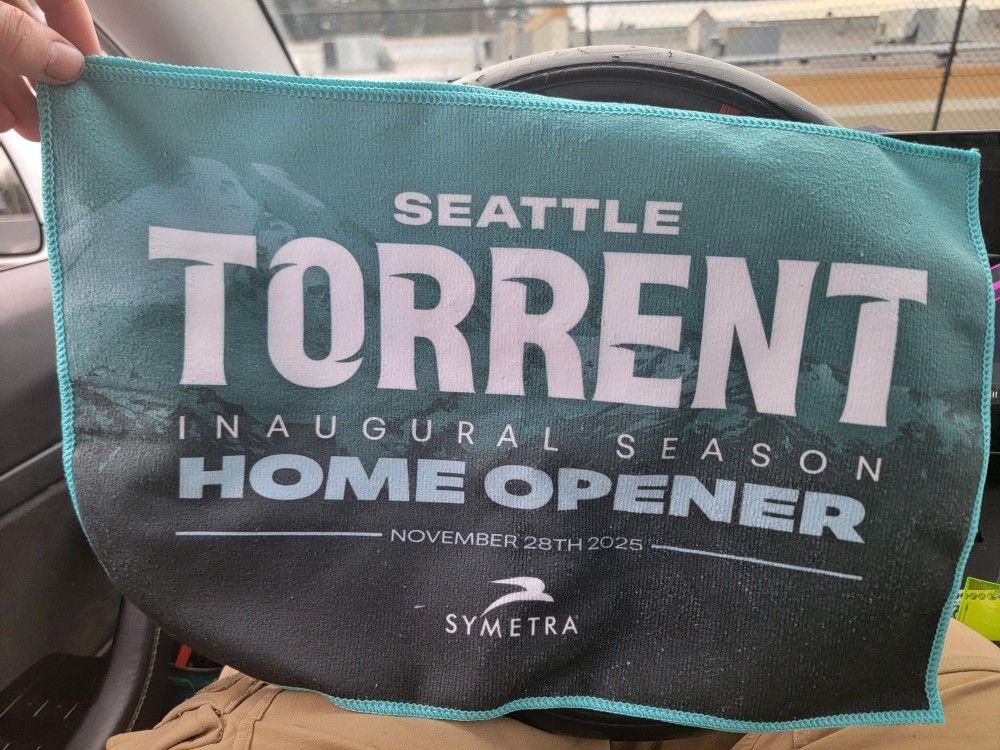 SEATTLE
TORRENT
INAUGURAL SEASON
HOME OPENER
NOVEMBER 28TH 2025
SYMETRA